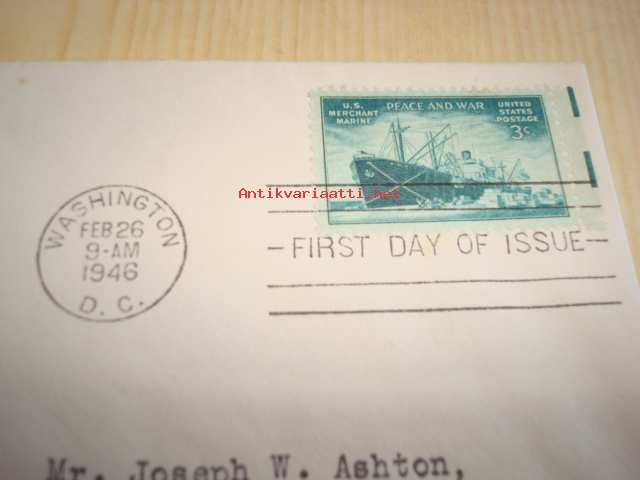 U.S. MERCHANT MARINE
PEACE AND WAR
UNITED STATES POSTAGE
3c
Antikvariaatti.net
WASHINGTON
FEB 26
9-AM
1946
D. C.
FIRST DAY OF ISSUE
Mr. Joseph W. Ashton,